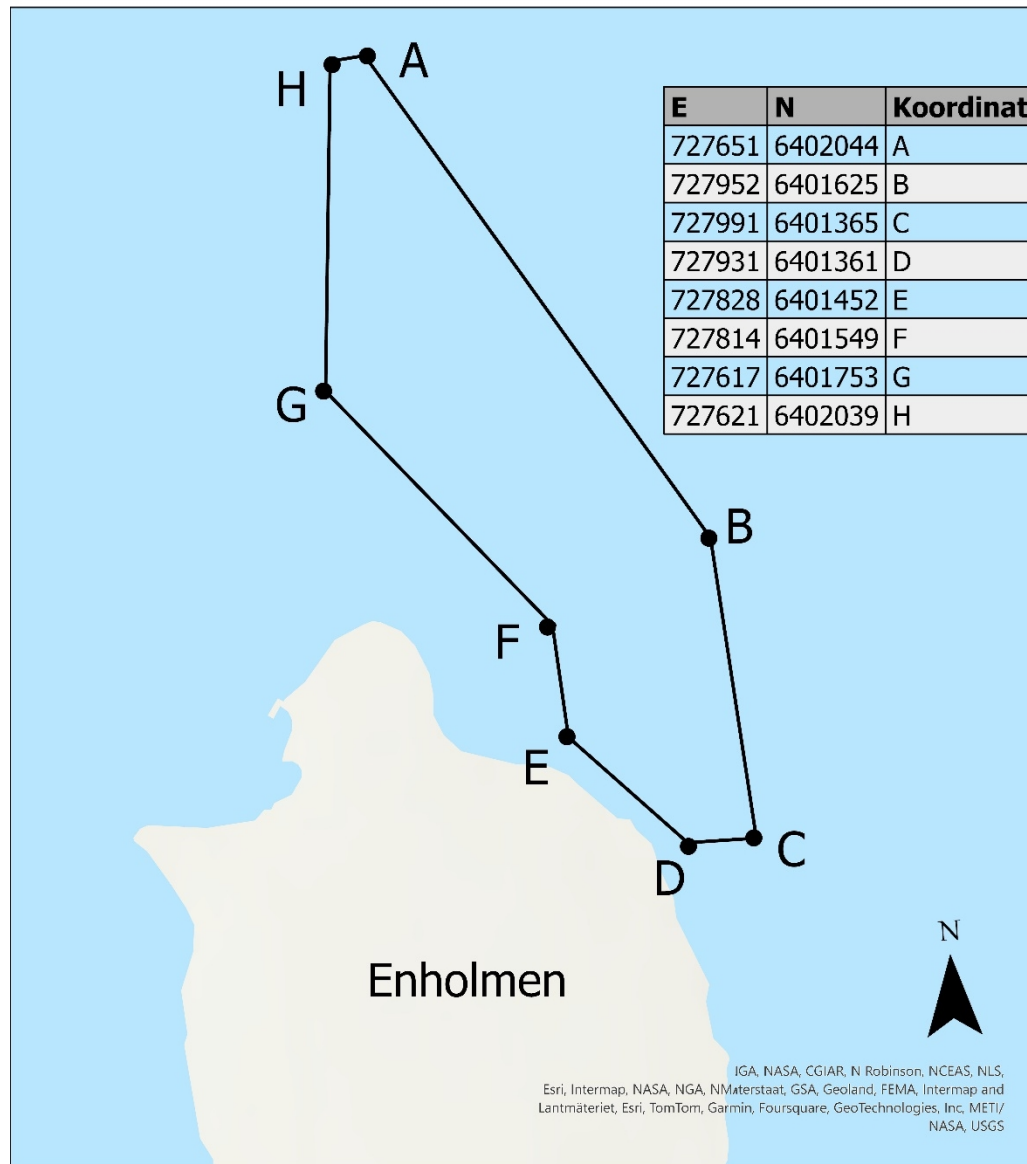 H
A
E N Koordinat
727651 6402044 A
727952 6401625 B
727991 6401365 C
727931 6401361 D
727828 6401452 E
727814 6401549 F
727617 6401753 G
727621 6402039 H
G
B
F
E
C
D
Enholmen
N
IGA, NASA, CGIAR, N Robinson, NCEAS, NLS,
Esri, Intermap, NASA, NGA, GSA, Geoland, FEMA, Intermap and
Lantmäteriet, Esri, TomTom, Garmin, Foursquare, GeoTechnologies, Inc, METI/
NASA, USGS